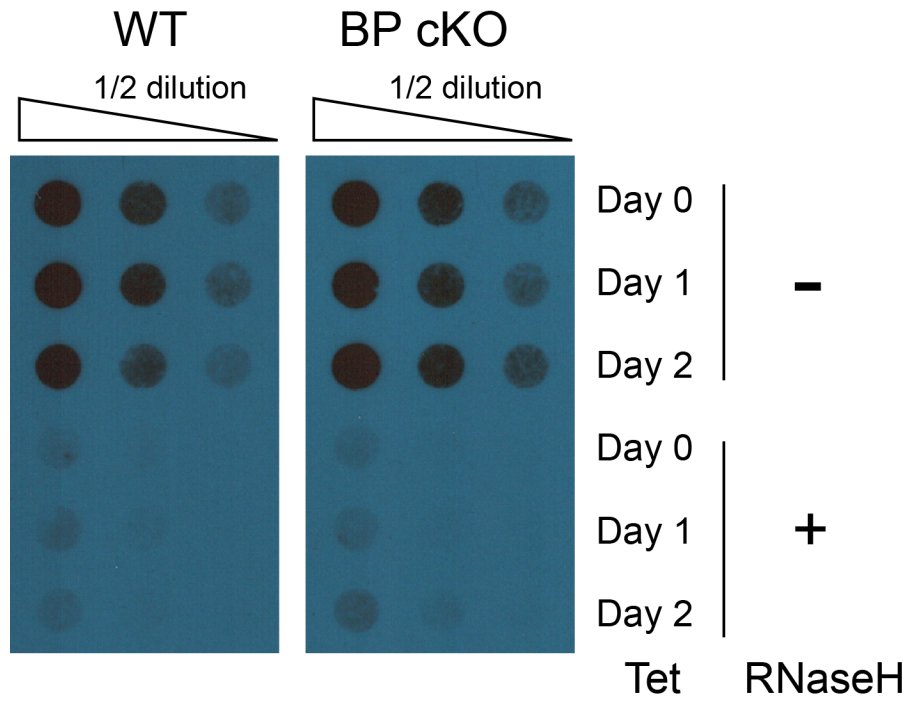 WT BP cKO
1/2 dilution 1/2 dilution
Day 0
Day 1 -
Day 2
Day 0
Day 1 +
Day 2
Tet RNaseH